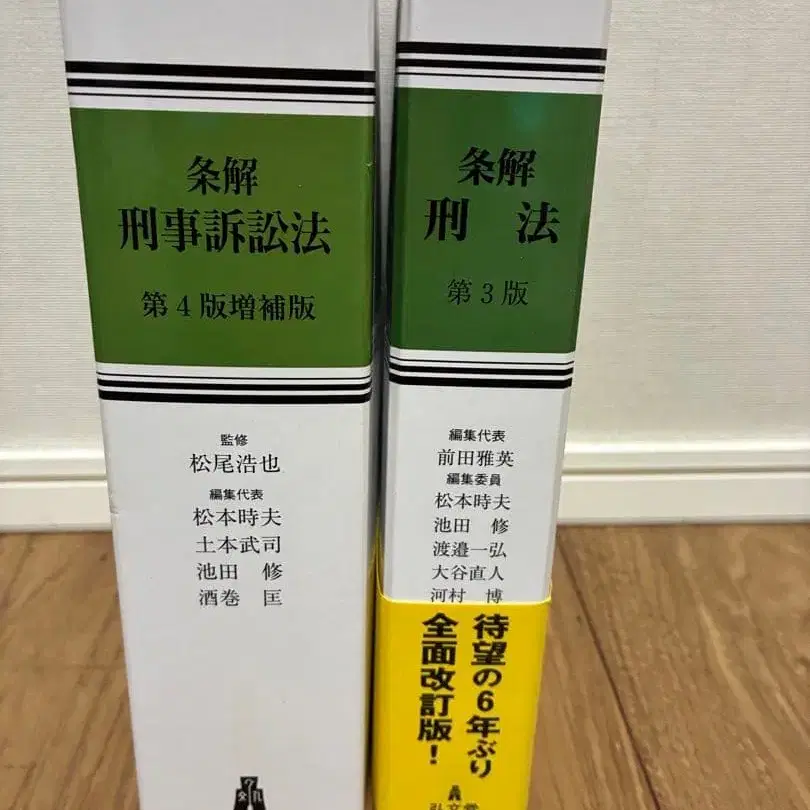 条解
刑事訴訟法
第4版増補版
監修
松尾浩也
編集代表
松本時夫
土本武司
池田 修
酒巻 匡
条解
刑 法
第3版
編集代表
前田雅英
編集委員
松本時夫
池田 修
渡邉一弘
大谷直人
河村 博
待望の6年ぶり
全面改訂版!
弘文堂